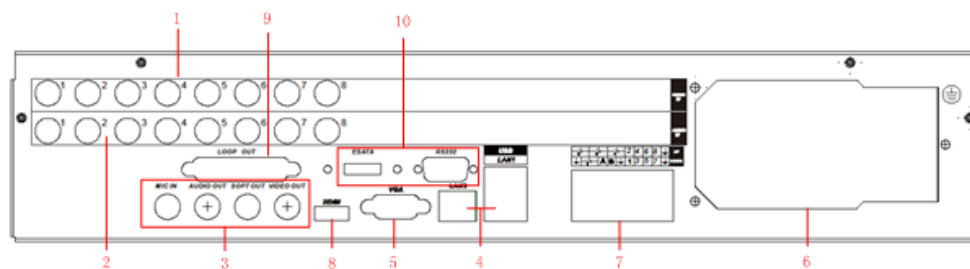 9 10
1
1 2 3 4 5 6 7 8
1 2 3 4 5 6 7 8
LOOP OUT ESATA RS232 USB
LAN1
MIC IN AUDIO OUT SOPT OUT VIDEO OUT HDMI VGA LAN2
2 3 8 5 4 7 6